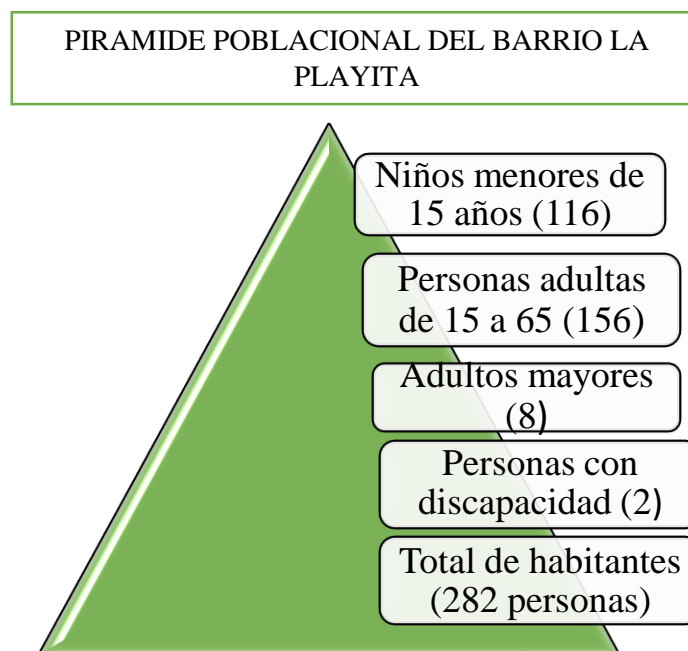 PIRAMIDE POBLACIONAL DEL BARRIO LA
PLAYITA
Niños menores de
15 años (116)
Personas adultas
de 15 a 65 (156)
Adultos mayores
(8)
Personas con
discapacidad (2)
Total de habitantes
(282 personas)